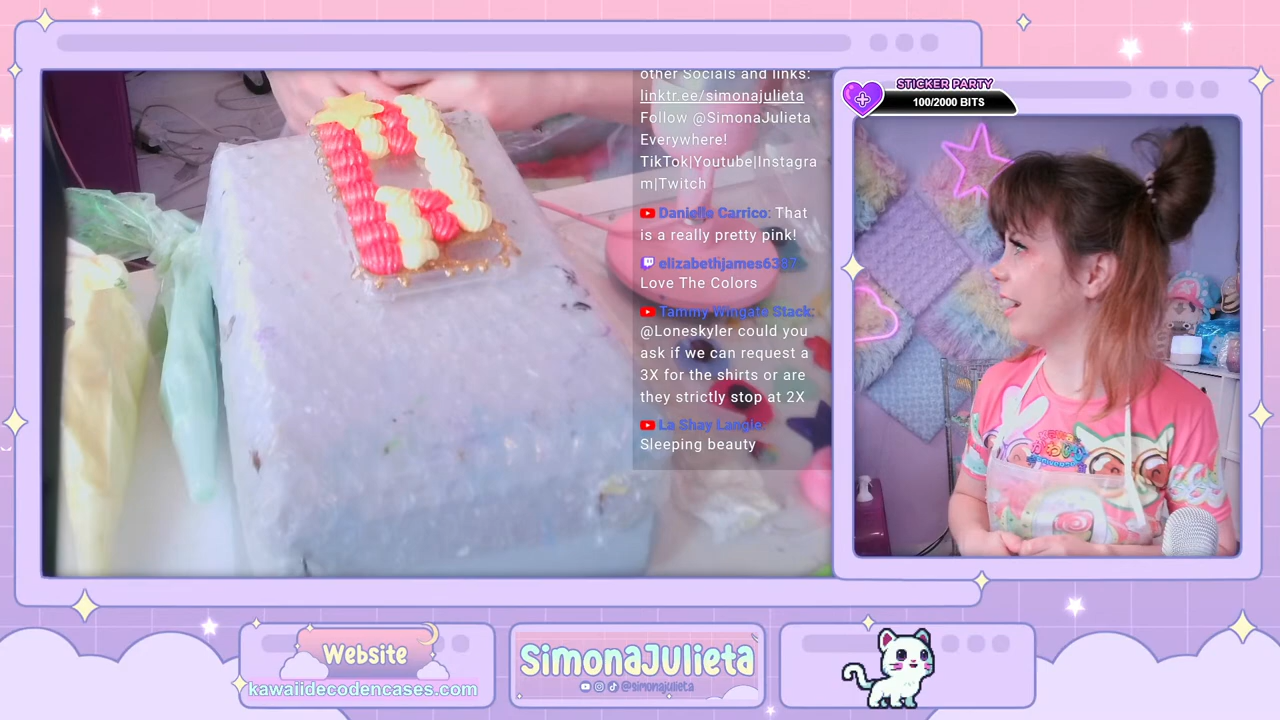 other Socials and links:
linktr.ee/simonajulieta
Follow @SimonaJulieta
Everywhere!
TikTok|Youtube|Instagra
m|Twitch
Danielle Carrico: That
is a really pretty pink!
elizabethjames6387:
Love The Colors
Tammy Wingate Stack:
@Loneskyler could you
ask if we can request a
3X for the shirts or are
they strictly stop at 2X
La Shay Langie:
Sleeping beauty
STICKER PARTY
100/2000 BITS
Website
kawaiidecodencases.com
SimonaJulieta
@simonajulieta